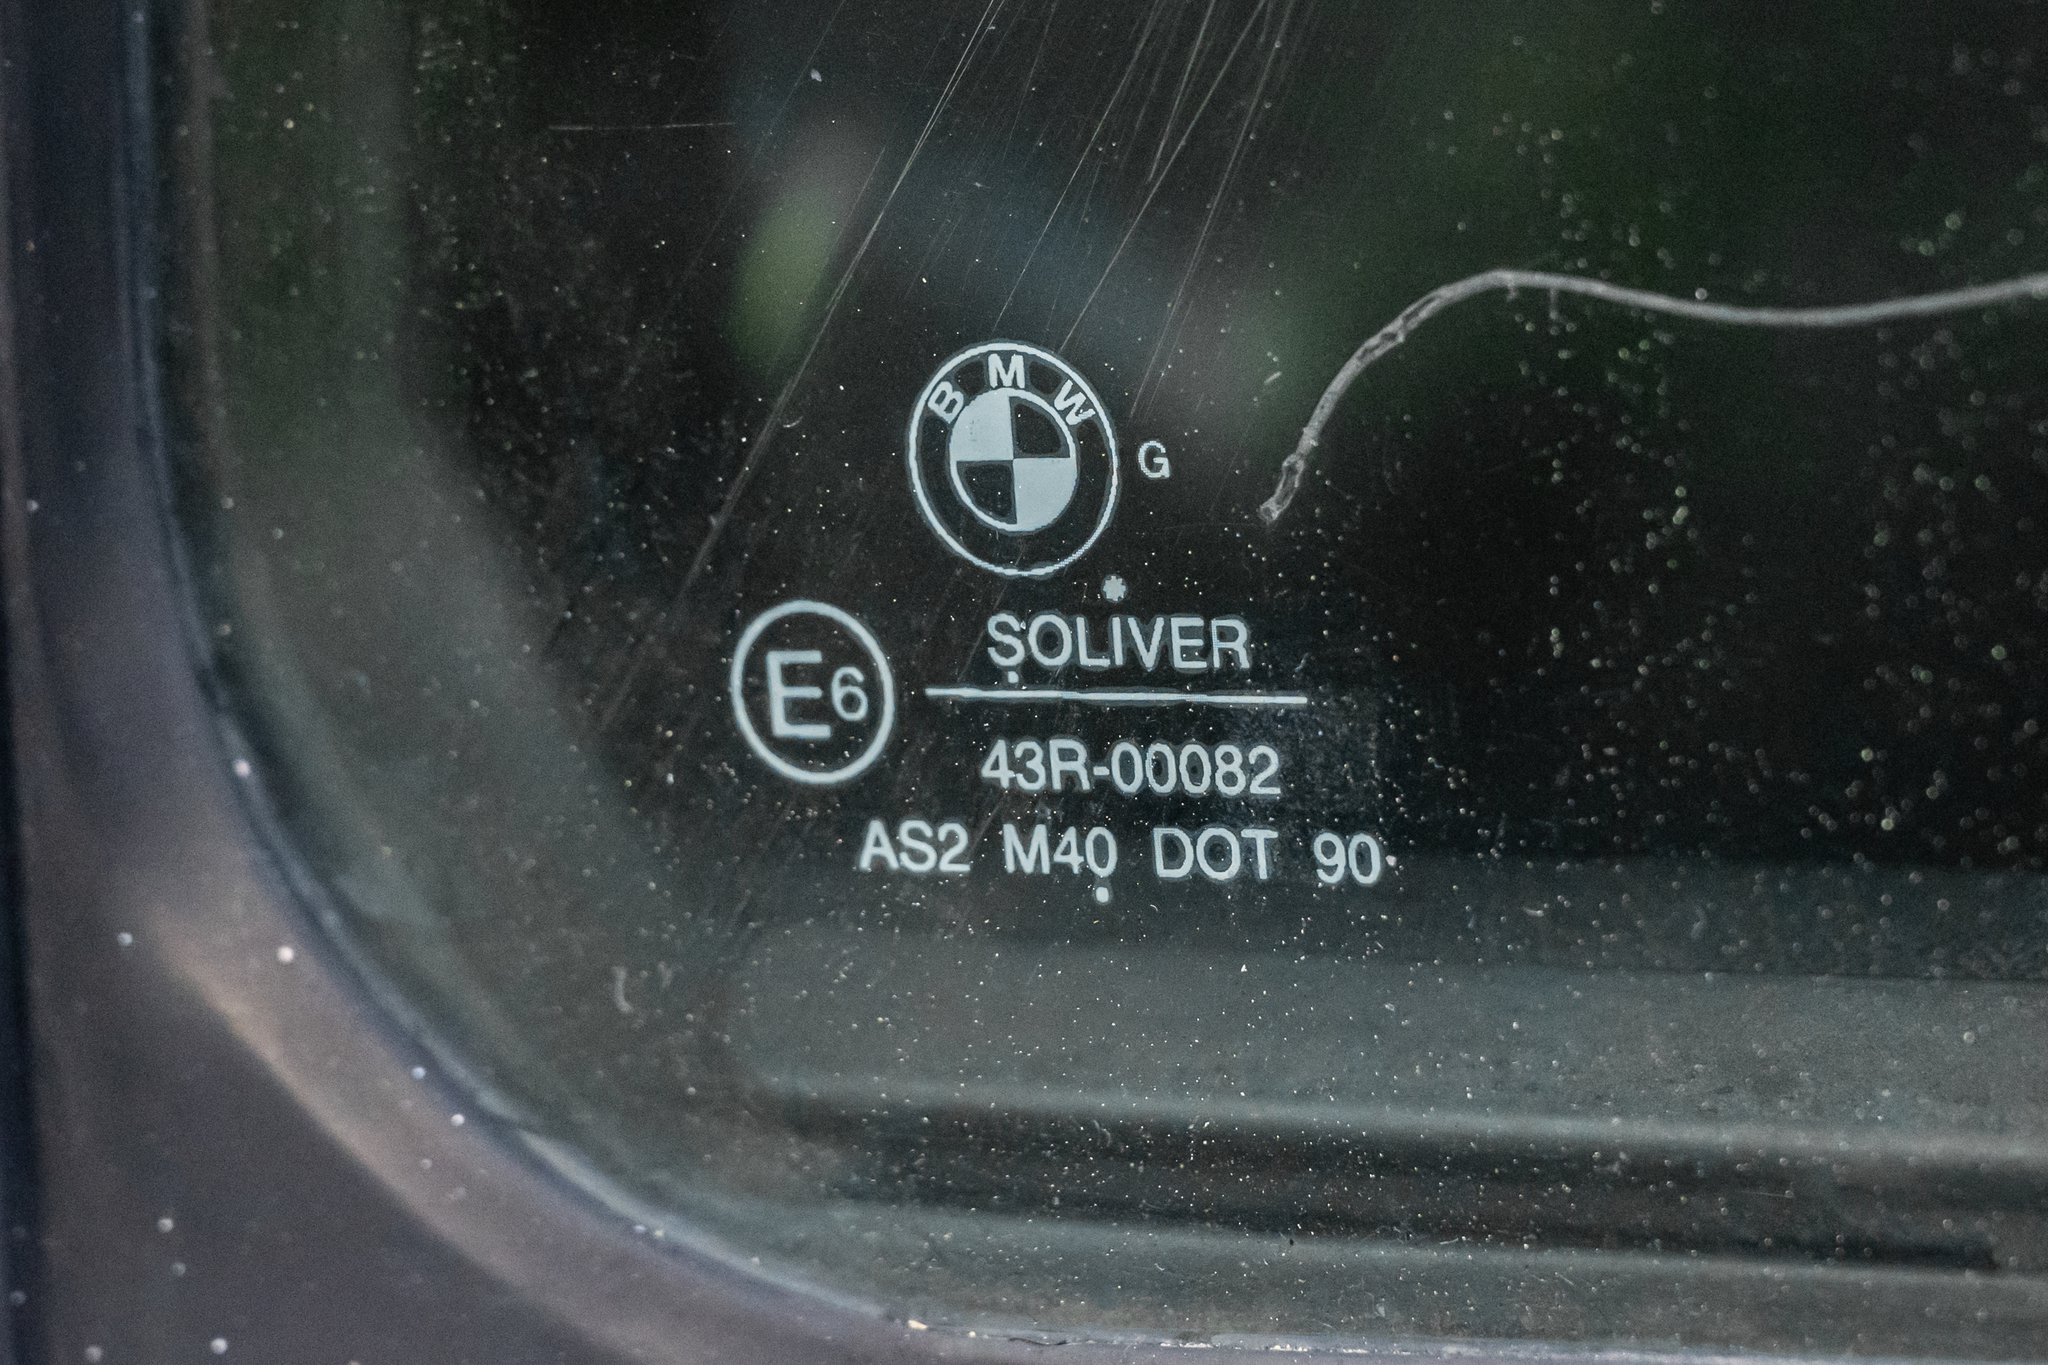 BMW
G
SOLIVER
E6
43R-00082
AS2 M40 DOT 90